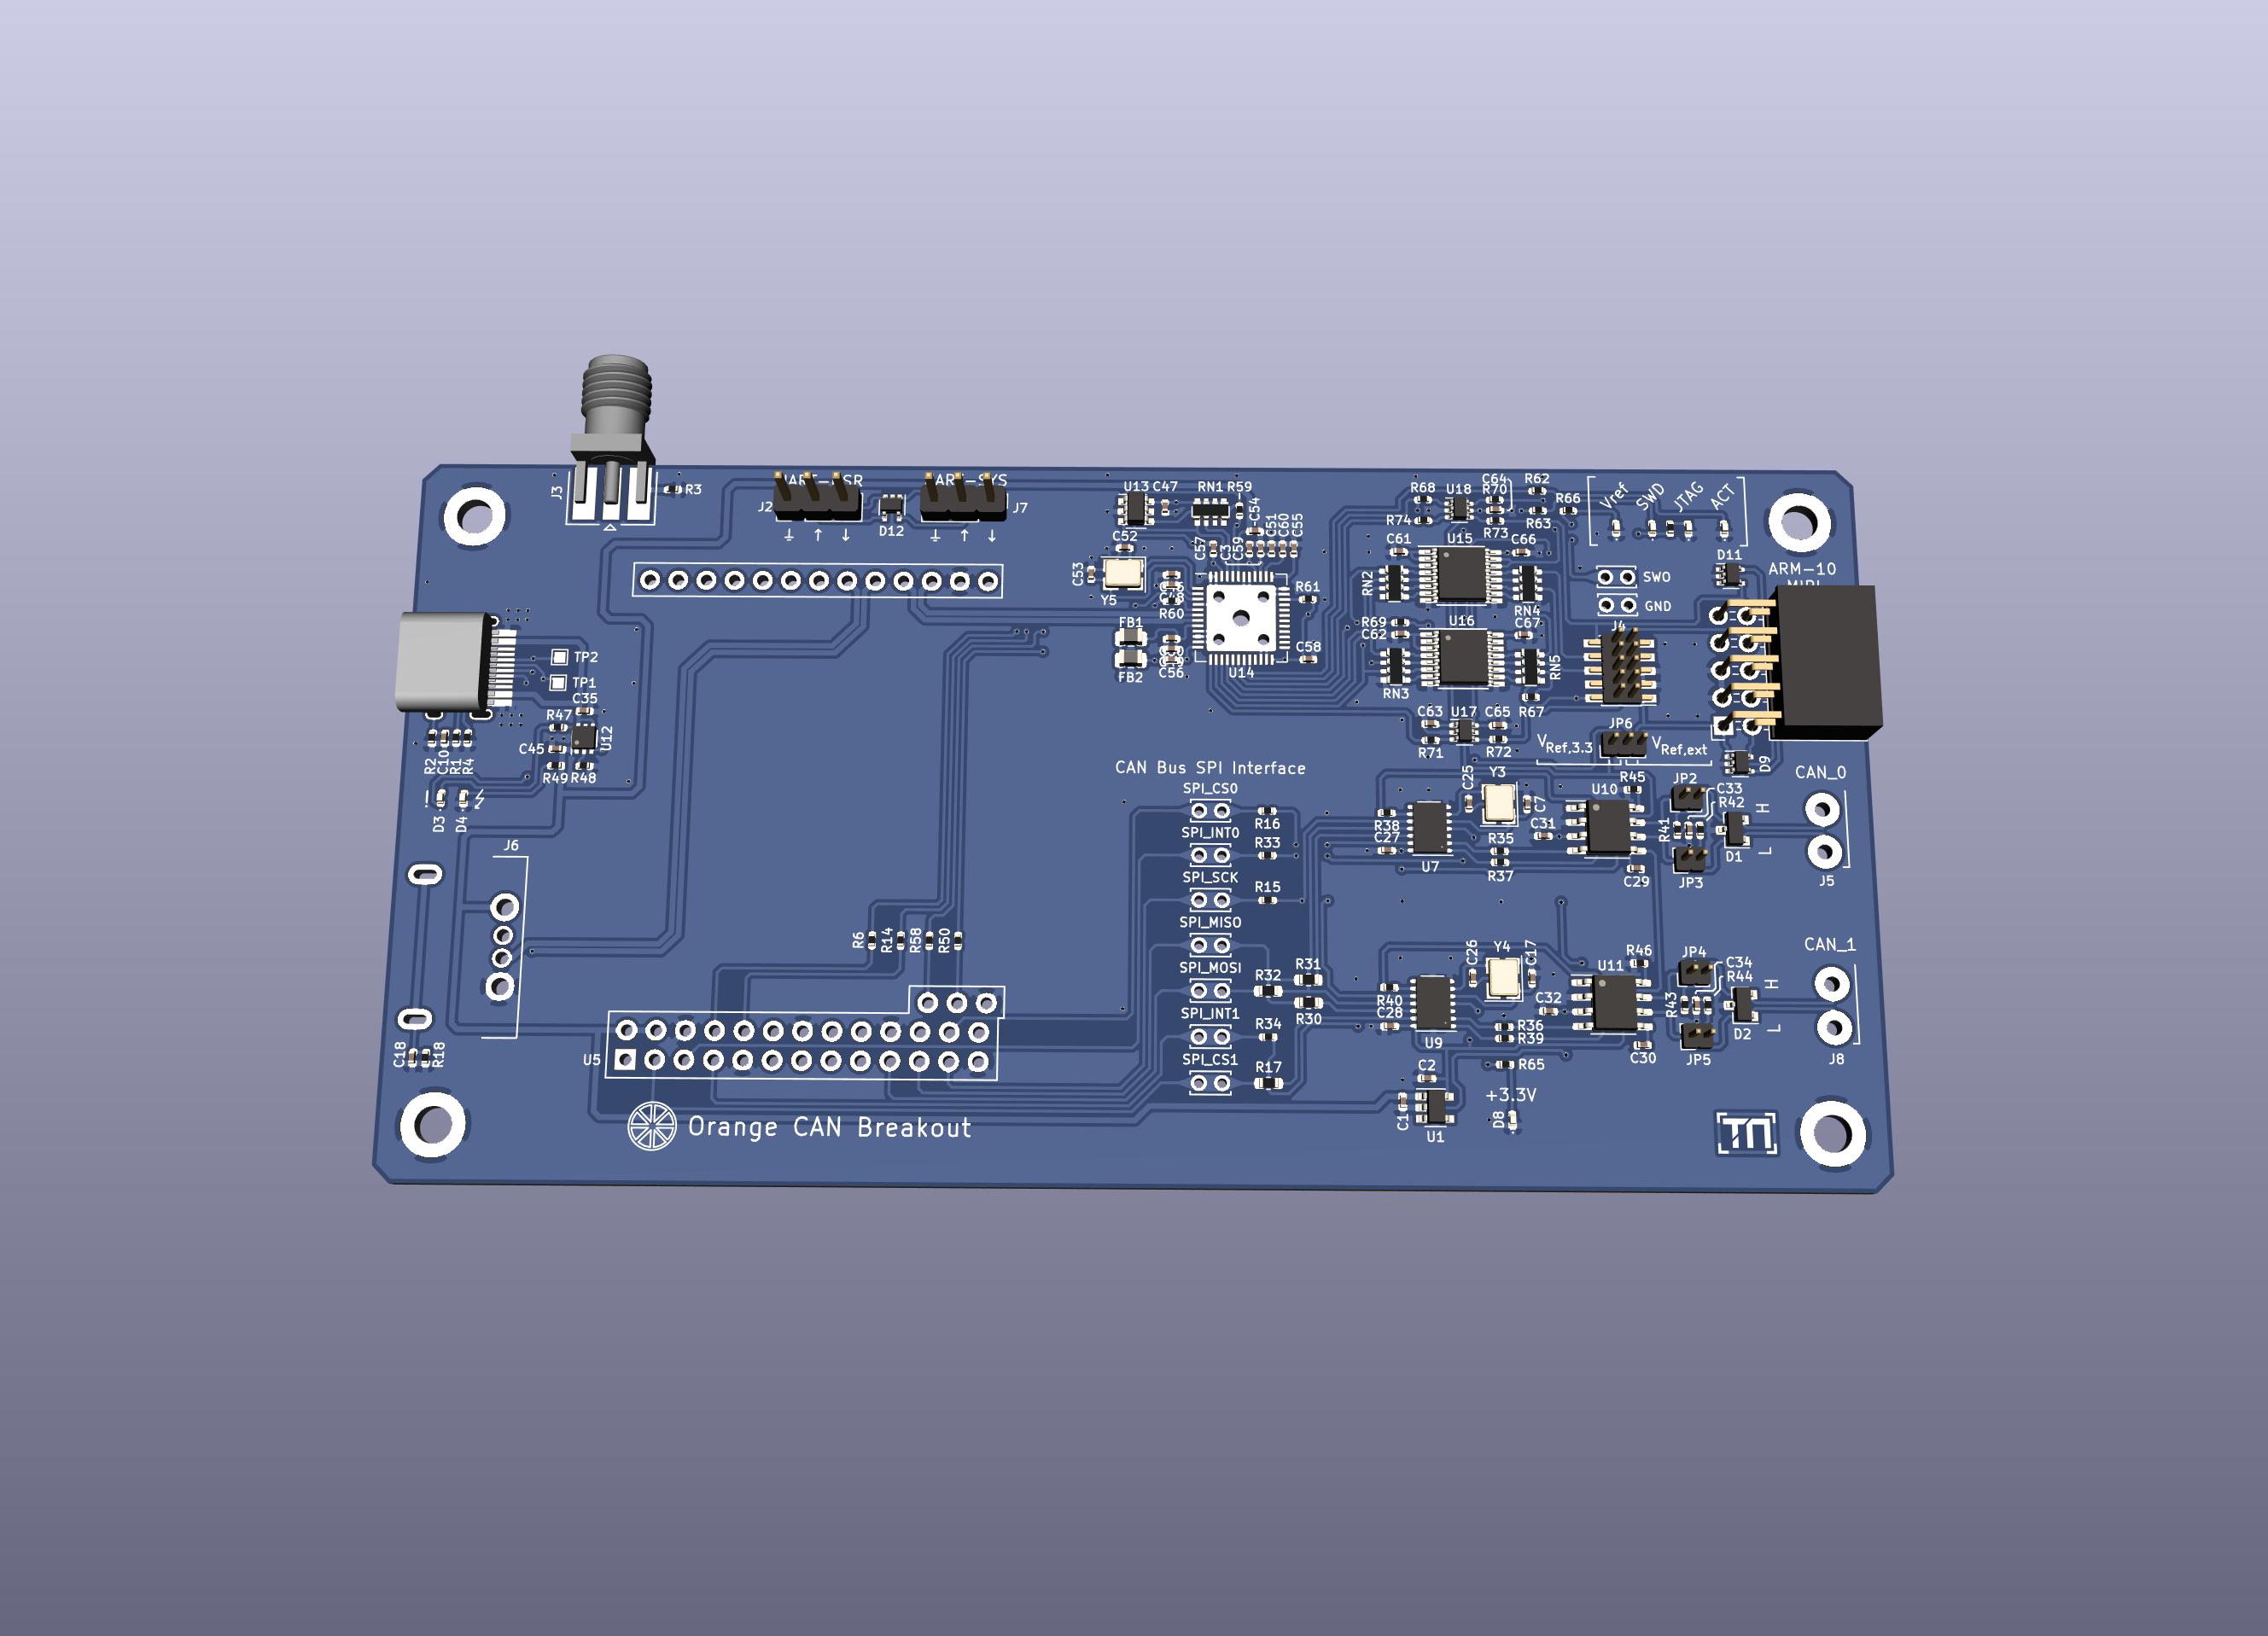 J3
R3
J2
D12
J7
U13
C47
RN1
R59
C54
C51
C60
C55
C57
C3
C59
C52
C53
Y5
R60
FB1
FB2
C56
U14
R61
C58
R68
U18
C64
R70
R62
R66
R74
R73
R63
C61
U15
C66
RN2
RN4
R69
C62
U16
C67
RN3
RN5
C63
U17
C65
R67
R71
R72
Vref
SWD
JTAG
ACT
D11
ARM-10
SWO
GND
J4
JP6
VRef,3.3
VRef,ext
D9
TP2
TP1
C35
R47
U12
C45
R49
R48
R2
C10
R1
R4
!
D3
D4
J6
C18
R18
R6
R14
R58
R50
U5
Orange CAN Breakout
CAN Bus SPI Interface
SPI_CS0
R16
SPI_INT0
R33
SPI_SCK
R15
SPI_MISO
SPI_MOSI
R32
R31
R30
SPI_INT1
R34
SPI_CS1
R17
C25
Y3
C7
R38
C27
U7
R35
R37
C31
U10
R45
C29
JP2
C33
R42
R41
JP3
D1
H
L
CAN_0
J5
C26
Y4
C17
R40
C28
U9
R36
R39
R65
C32
U11
R46
C30
JP4
C34
R44
R43
JP5
D2
H
L
CAN_1
J8
C2
C1
U1
+3.3V
D8